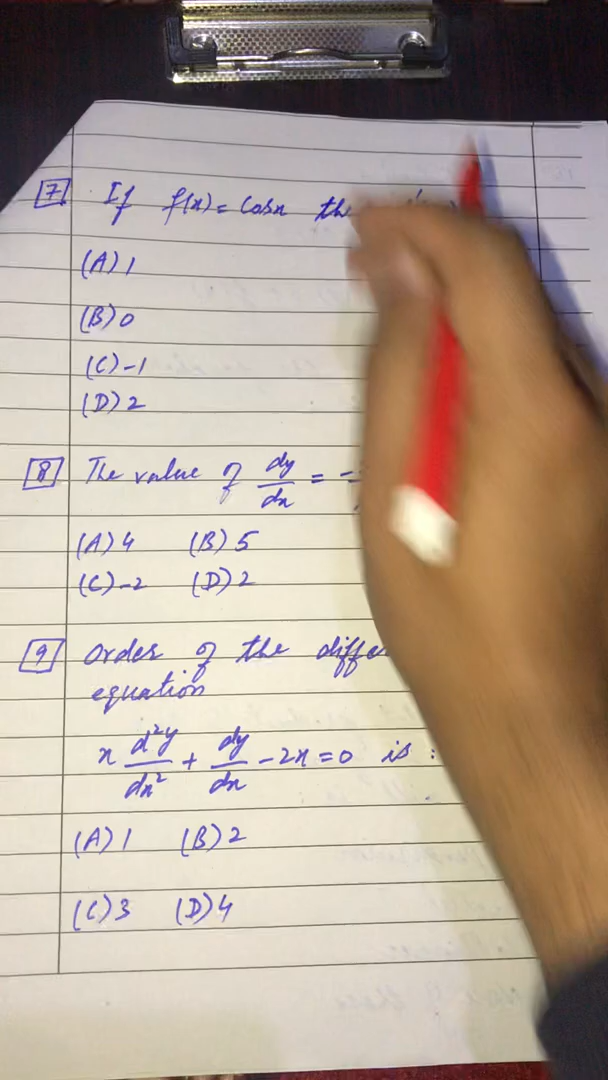 7 If f(x) = Cosx
(A) 1
(B) 0
(C) -1
(D) 2
8 The value of dy/dx = -
(A) 4 (B) 5
(C) -2 (D) 2
9 Order of the
equation
x d²y/dx² + dy/dx - 2x = 0 is :
(A) 1 (B) 2
(C) 3 (D) 4